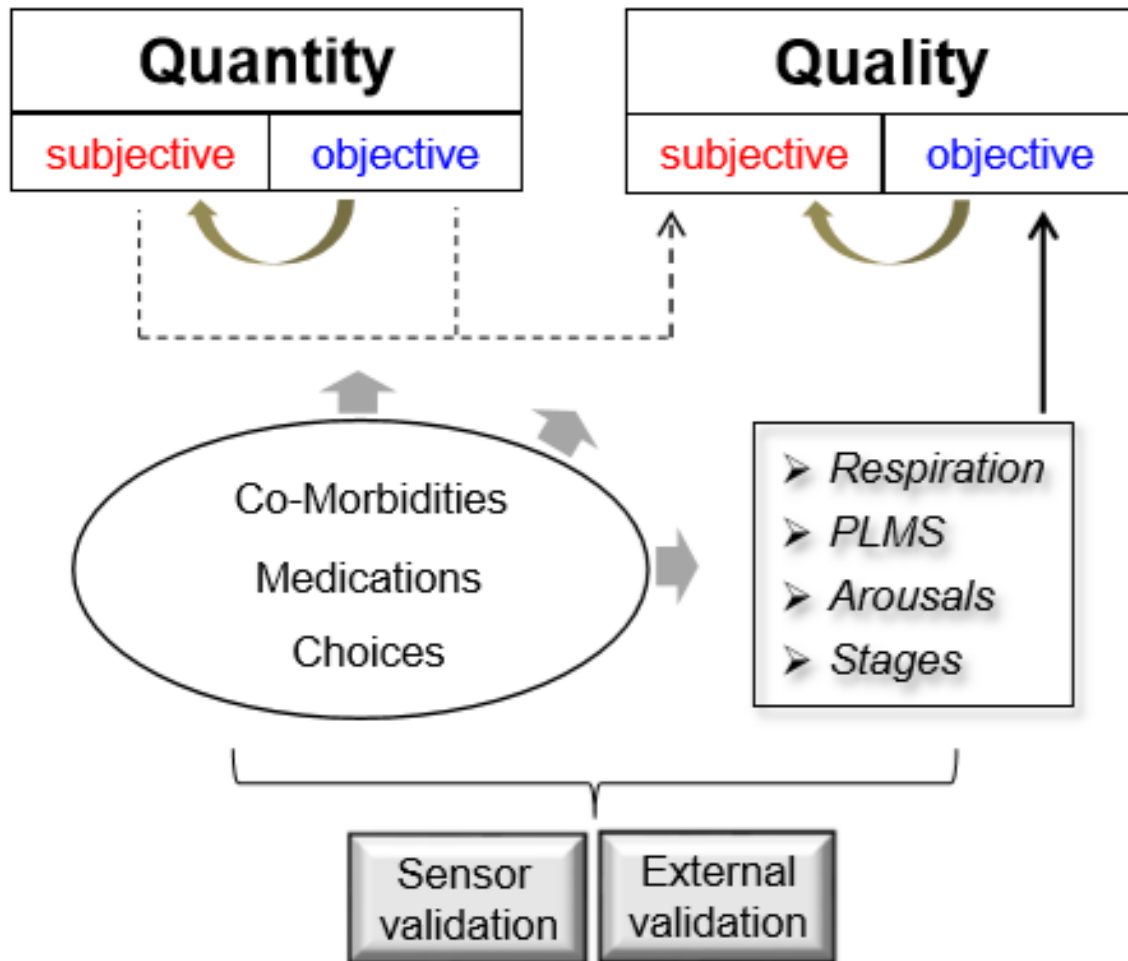 Quantity
subjective
objective
Quality
subjective
objective
Co-Morbidities
Medications
Choices
Respiration
PLMS
Arousals
Stages
Sensor
validation
External
validation